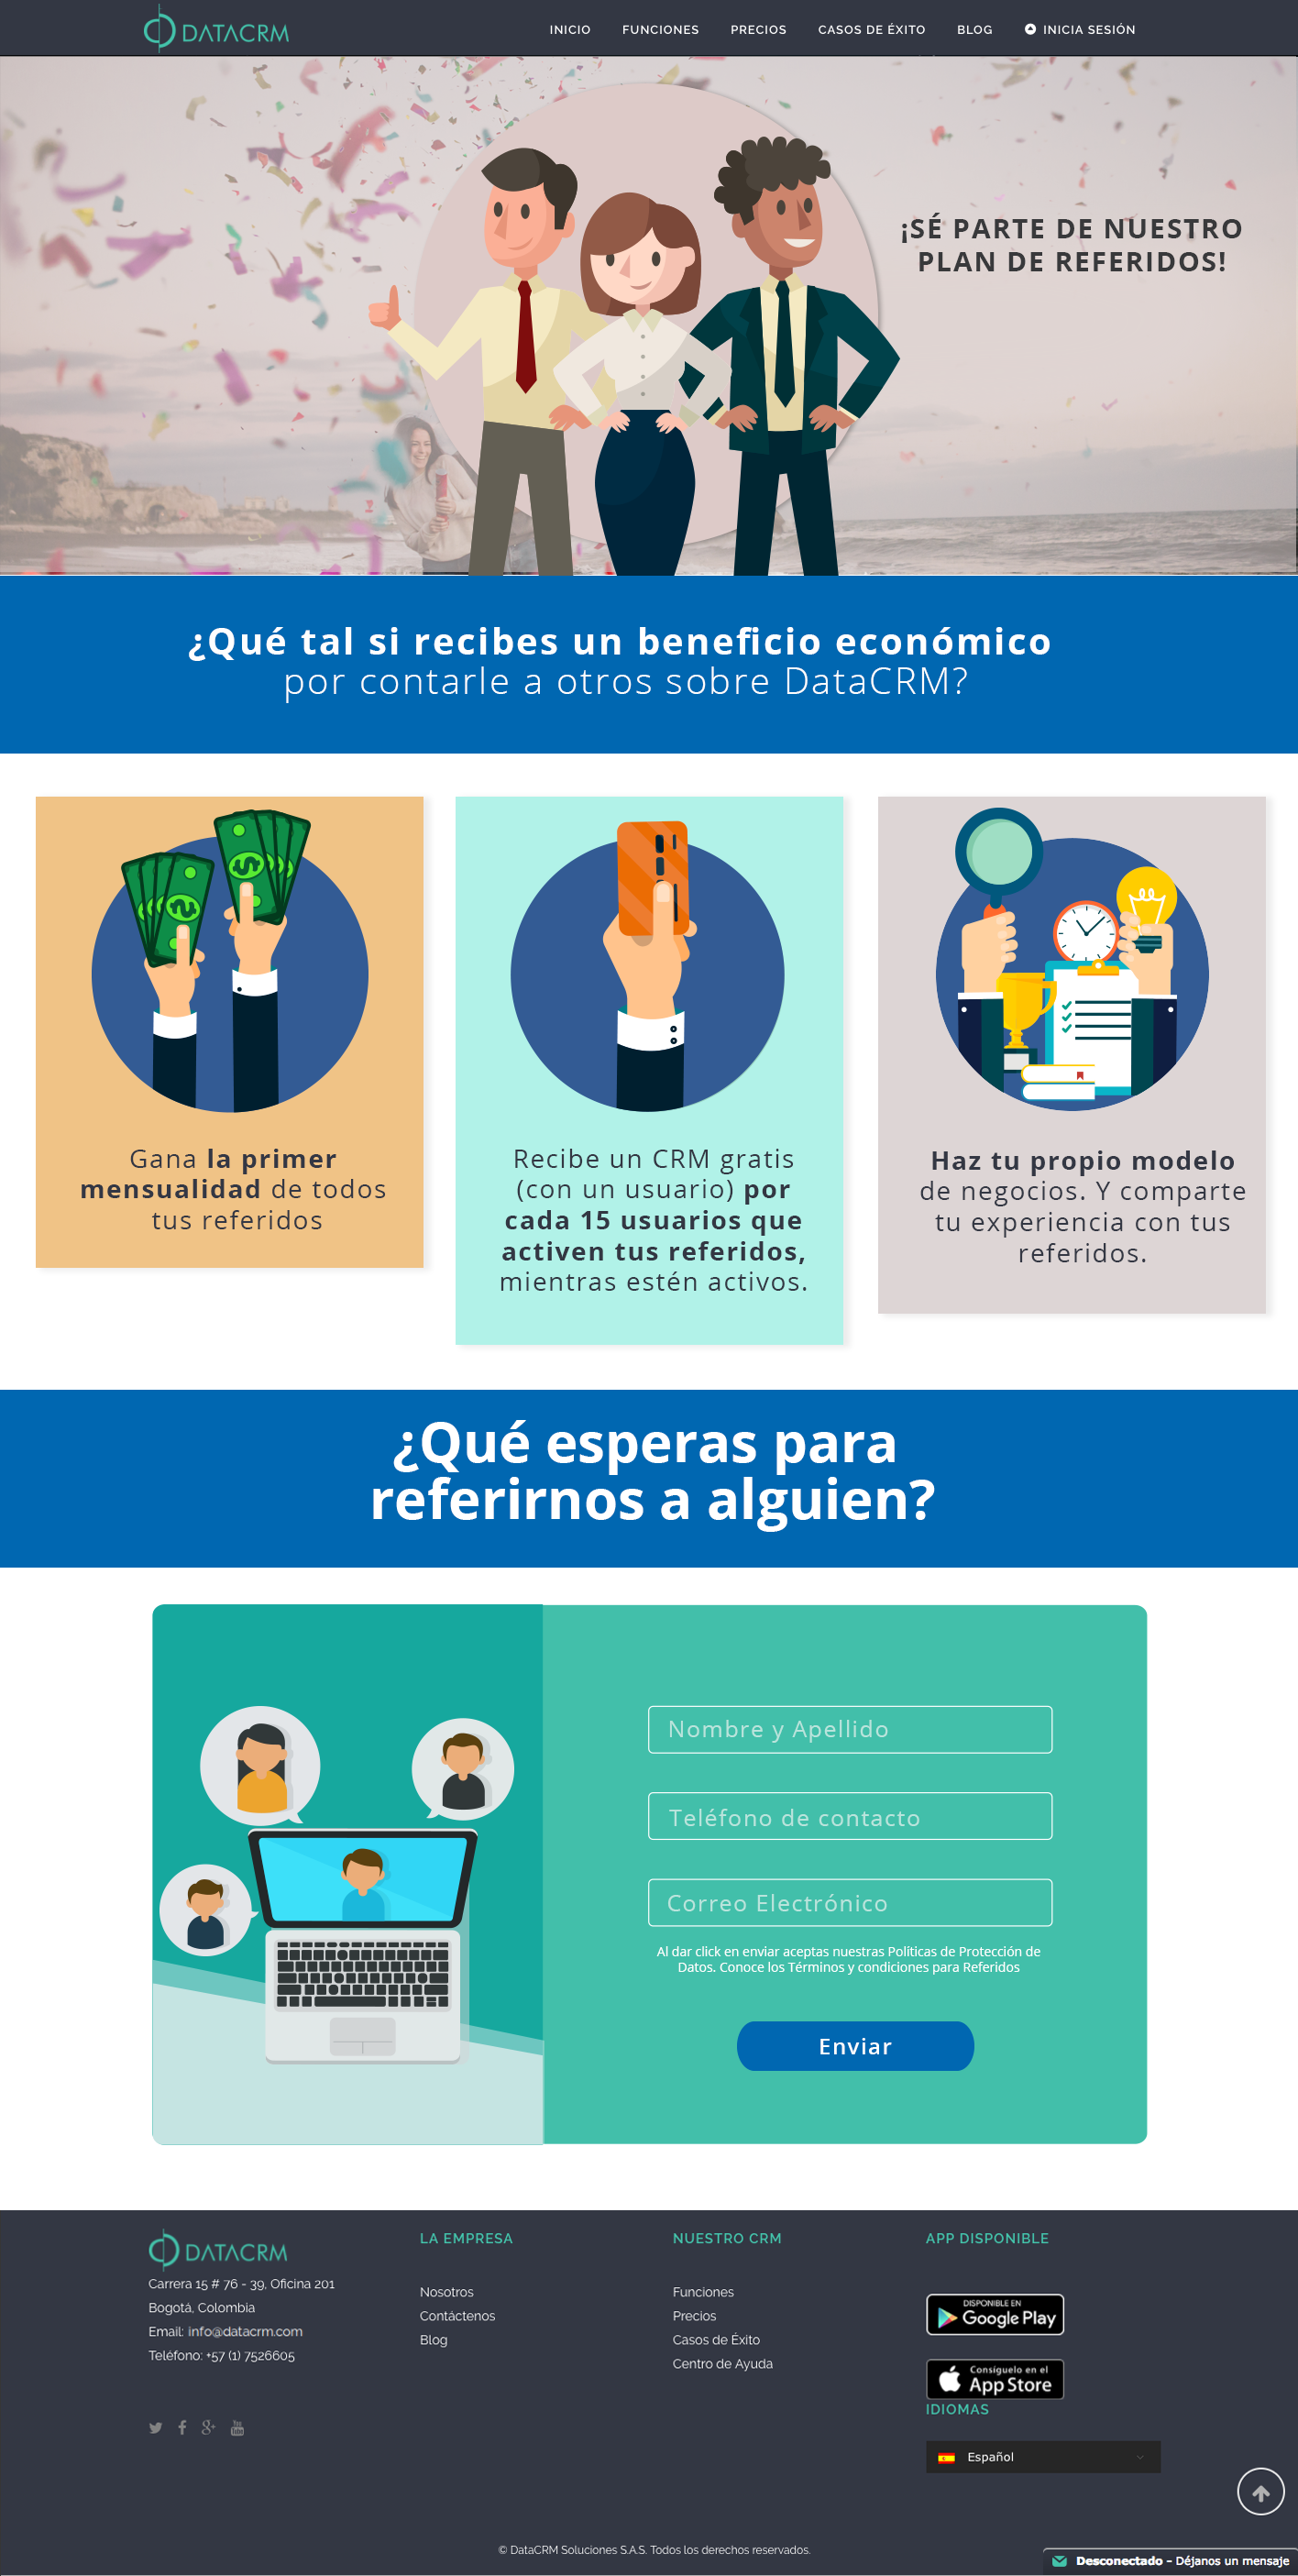 DATACRM
INICIO FUNCIONES PRECIOS CASOS DE ÉXITO BLOG INICIA SESIÓN
¡SÉ PARTE DE NUESTRO
PLAN DE REFERIDOS!
¿Qué tal si recibes un beneficio económico
por contarle a otros sobre DataCRM?
Gana la primer
mensualidad de todos
tus referidos
Recibe un CRM gratis
(con un usuario) por
cada 15 usuarios que
activen tus referidos,
mientras estén activos.
Haz tu propio modelo
de negocios. Y comparte
tu experiencia con tus
referidos.
¿Qué esperas para
referirnos a alguien?
Nombre y Apellido
Teléfono de contacto
Correo Electrónico
Al dar click en enviar aceptas nuestras Políticas de Protección de
Datos. Conoce los Términos y condiciones para Referidos
Enviar
DATACRM
Carrera 15 # 76 - 39, Oficina 201
Bogotá, Colombia
Email: info@datacrm.com
Teléfono: +57 (1) 7526605
LA EMPRESA
Nosotros
Contáctenos
Blog
NUESTRO CRM
Funciones
Precios
Casos de Éxito
Centro de Ayuda
APP DISPONIBLE
DISPONIBLE EN
Google Play
Consíguelo en el
App Store
IDIOMAS
Español
© DataCRM Soluciones S.A.S. Todos los derechos reservados.
Desconectado - Déjanos un mensaje